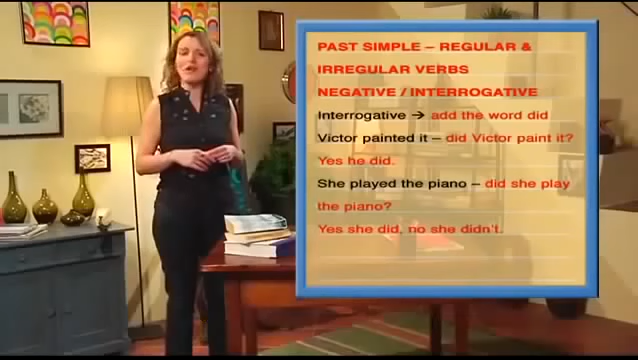 PAST SIMPLE – REGULAR &
IRREGULAR VERBS
NEGATIVE / INTERROGATIVE
Interrogative → add the word did
Victor painted it – did Victor paint it?
Yes he did.
She played the piano – did she play
the piano?
Yes she did, no she didn't.